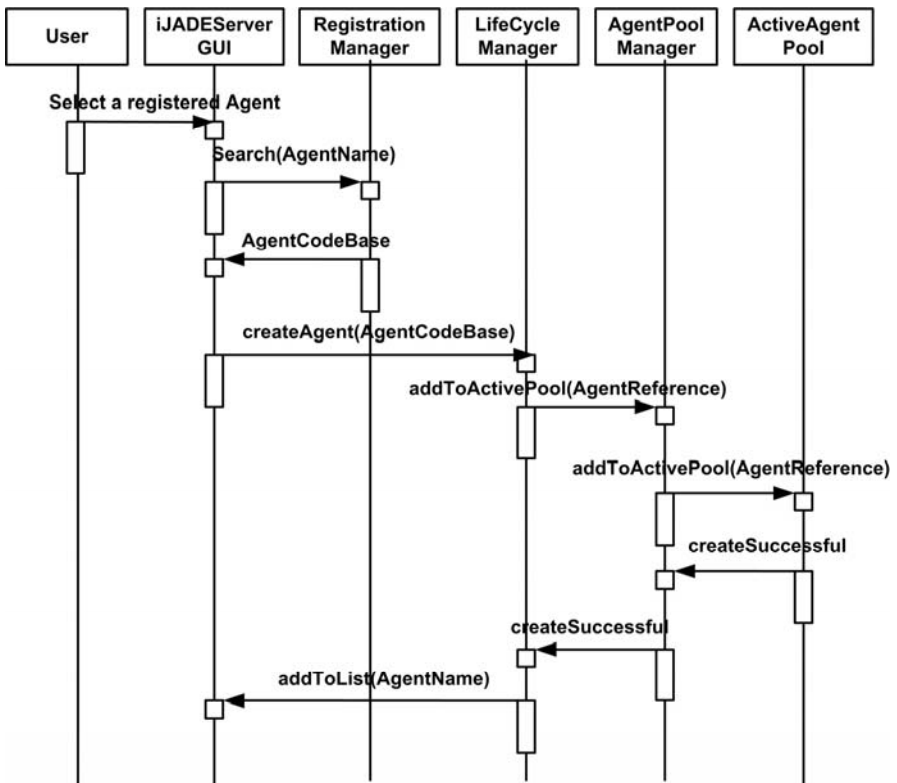 User
iJADEServer
GUI
Registration
Manager
LifeCycle
Manager
AgentPool
Manager
ActiveAgent
Pool
Select a registered Agent
Search(AgentName)
AgentCodeBase
createAgent(AgentCodeBase)
addToActivePool(AgentReference)
addToActivePool(AgentReference)
createSuccessful
createSuccessful
addToList(AgentName)